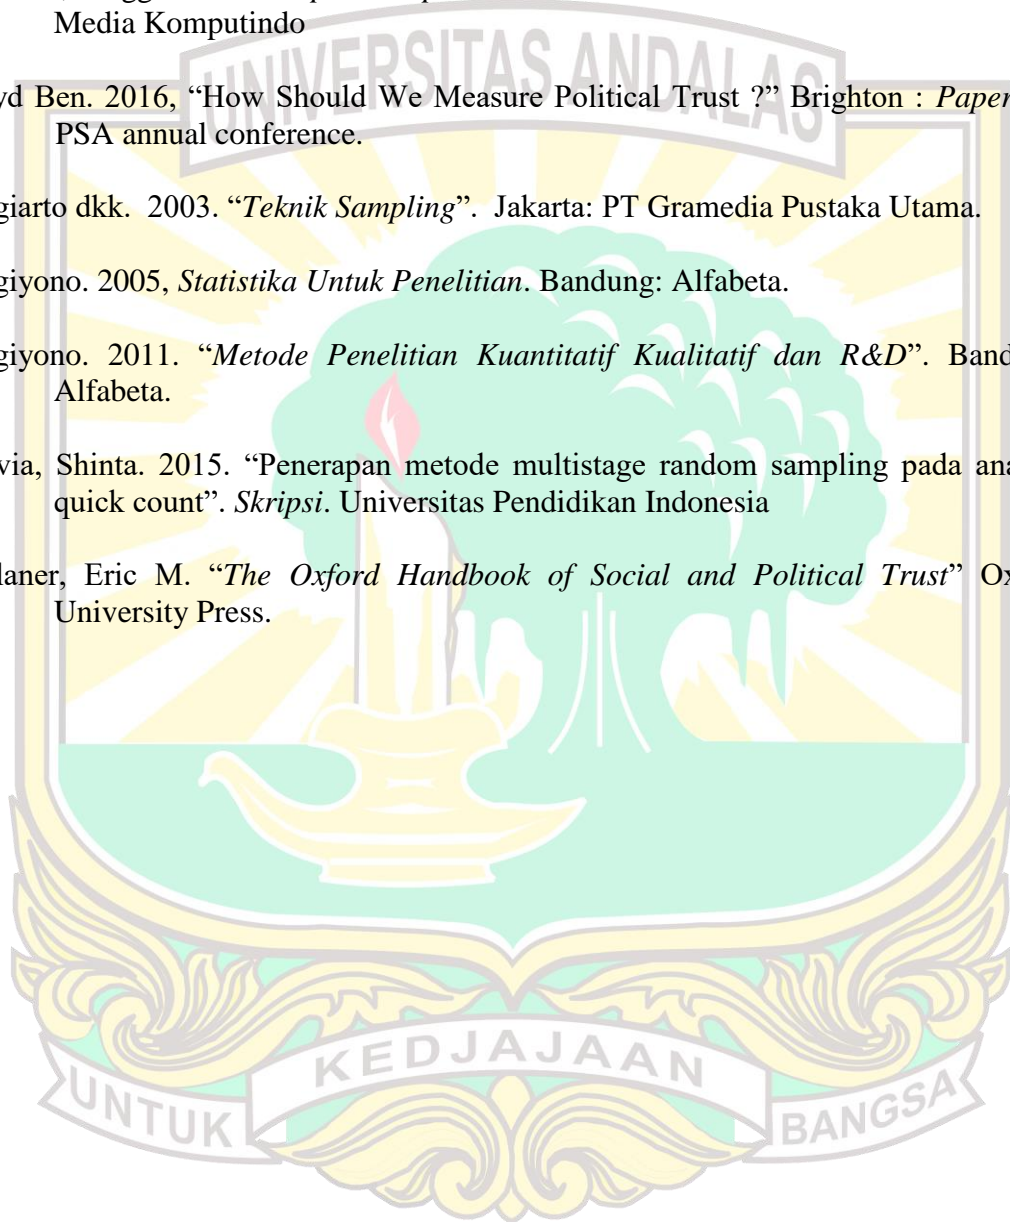 Media Komputindo
UNIVERSITAS ANDALAS
yd Ben. 2016, “How Should We Measure Political Trust ?” Brighton : Paper
PSA annual conference.
giarto dkk. 2003. “Teknik Sampling”. Jakarta: PT Gramedia Pustaka Utama.
giyono. 2005, Statistika Untuk Penelitian. Bandung: Alfabeta.
giyono. 2011. “Metode Penelitian Kuantitatif Kualitatif dan R&D”. Band
Alfabeta.
via, Shinta. 2015. “Penerapan metode multistage random sampling pada ana
quick count”. Skripsi. Universitas Pendidikan Indonesia
laner, Eric M. “The Oxford Handbook of Social and Political Trust” Ox
University Press.
UNTUK KEDJAJAAN BANGSA